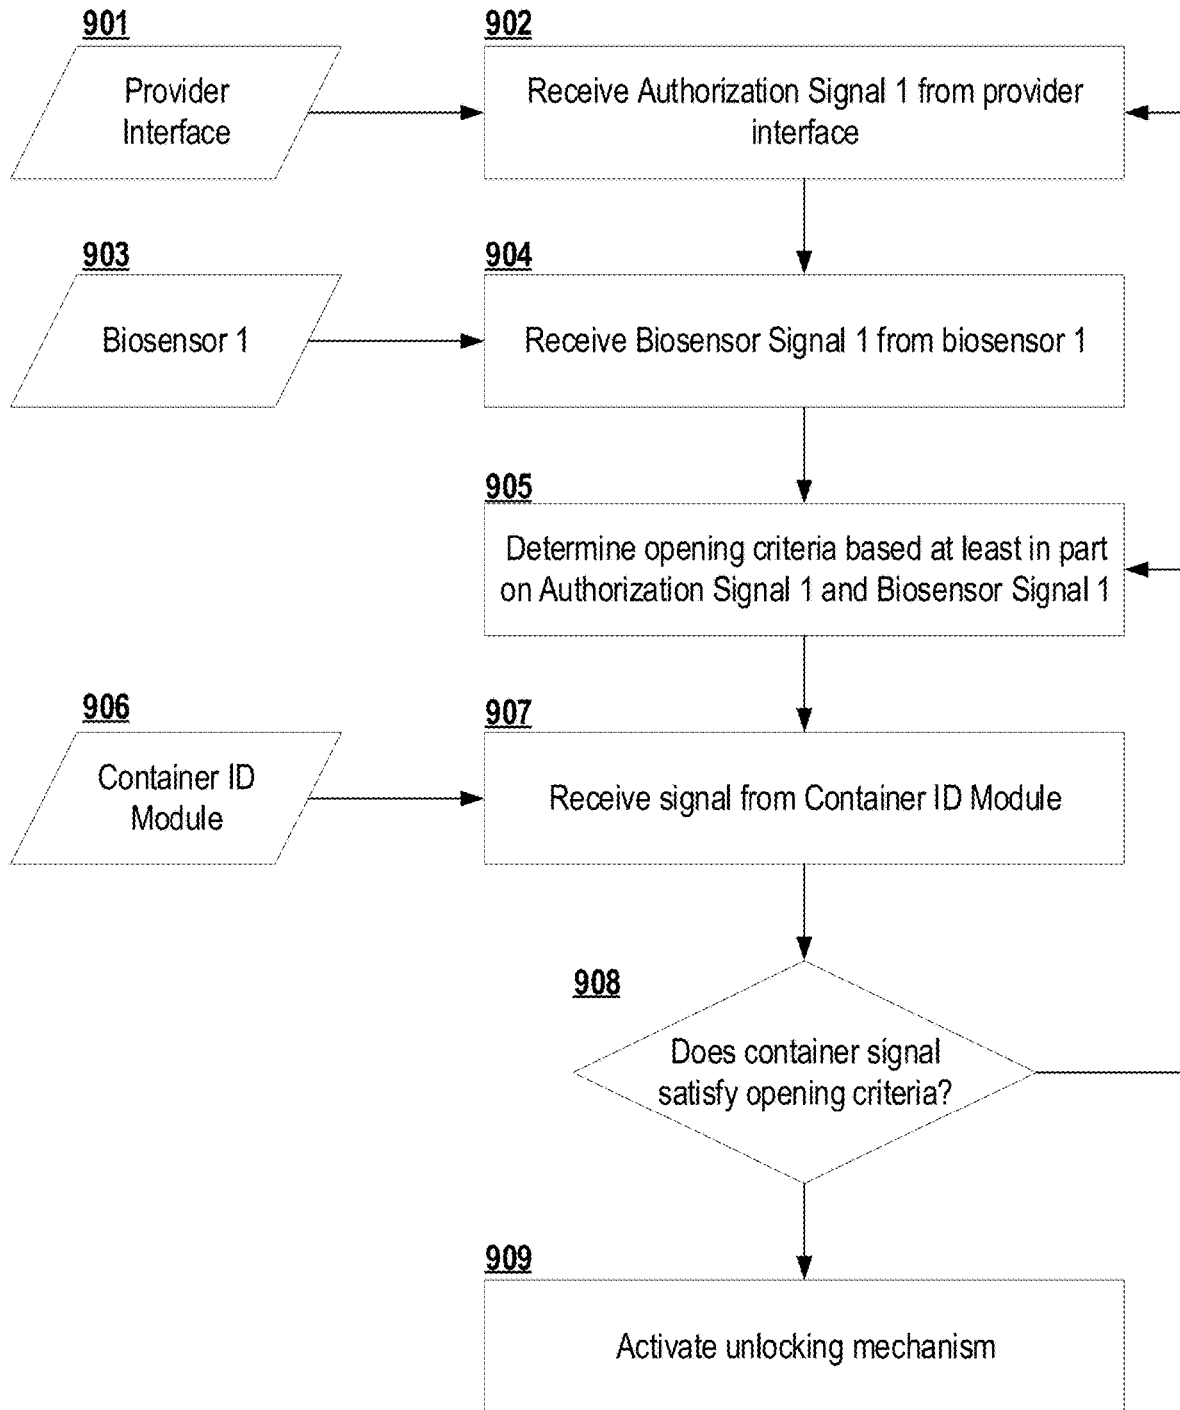 901
Provider
Interface
902
Receive Authorization Signal 1 from provider
interface
903
Biosensor 1
904
Receive Biosensor Signal 1 from biosensor 1
905
Determine opening criteria based at least in part
on Authorization Signal 1 and Biosensor Signal 1
906
Container ID
Module
907
Receive signal from Container ID Module
908
Does container signal
satisfy opening criteria?
909
Activate unlocking mechanism